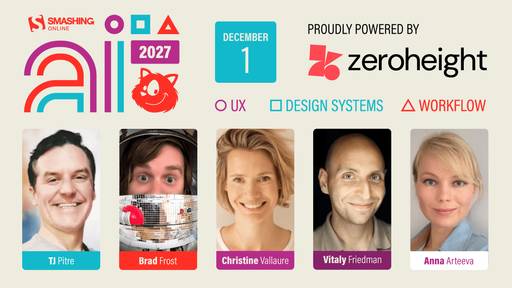 SMASHING
ONLINE
ai
2027
DECEMBER
1
PROUDLY POWERED BY
zeroheight
UX
DESIGN SYSTEMS
WORKFLOW
TJ Pitre
Brad Frost
Christine Vallaure
Vitaly Friedman
Anna Arteeva